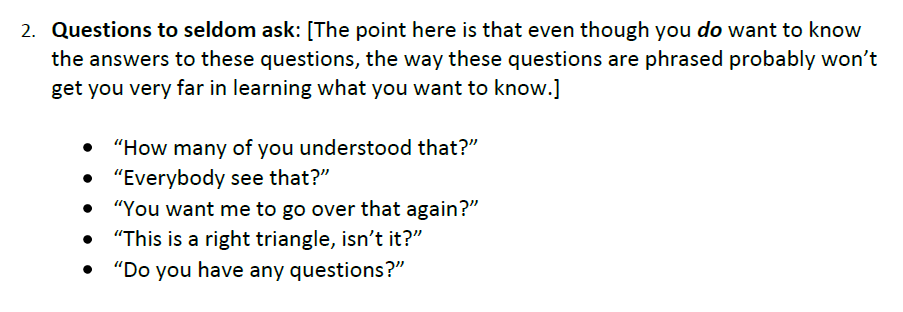 2. Questions to seldom ask: [The point here is that even though you do want to know
the answers to these questions, the way these questions are phrased probably won’t
get you very far in learning what you want to know.]
• “How many of you understood that?”
• “Everybody see that?”
• “You want me to go over that again?”
• “This is a right triangle, isn’t it?”
• “Do you have any questions?”